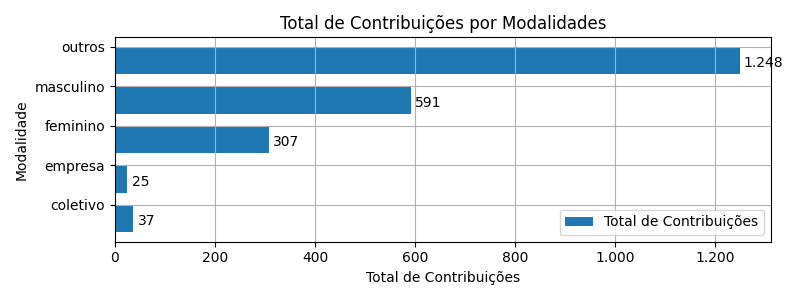 Total de Contribuições por Modalidades
outros
1.248
masculino
591
feminino
307
empresa
25
coletivo
37
Modalidade
Total de Contribuições
0 200 400 600 800 1.000 1.200
Total de Contribuições